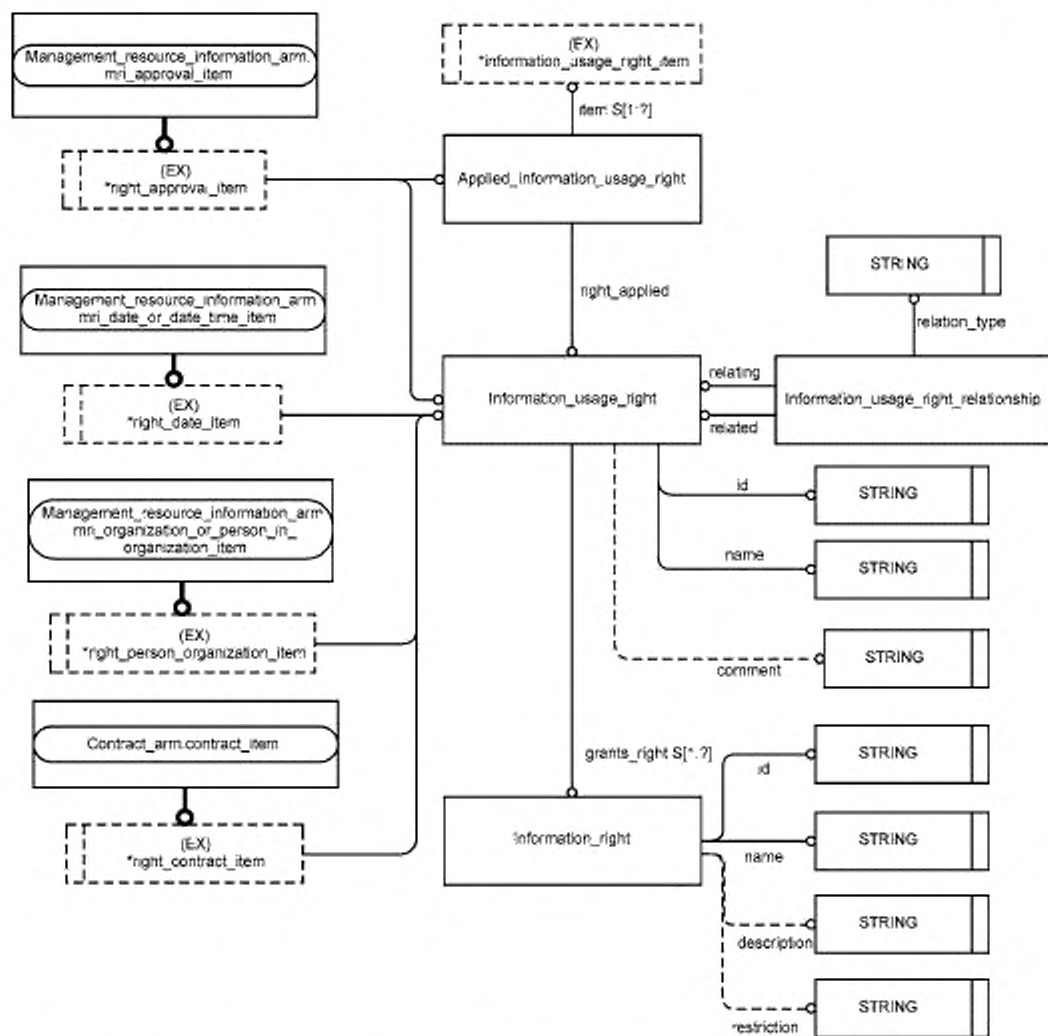 Management_resource_information_arm.
mri_approval_item
(EX)
*right_approval_item
(EX)
*information_usage_right_item
item S[1:?]
Applied_information_usage_right
right_applied
STRING
relation_type
Management_resource_information_arm
mri_date_or_date_time_item
(EX)
*right_date_item
Information_usage_right
relating
related
Information_usage_right_relationship
id
STRING
name
STRING
comment
STRING
Management_resource_information_arm
mri_organization_or_person_in_
organization_item
(EX)
*right_person_organization_item
Contract_arm.contract_item
(EX)
*right_contract_item
grants_right
Information_right
id
STRING
name
STRING
description
STRING
restriction
STRING